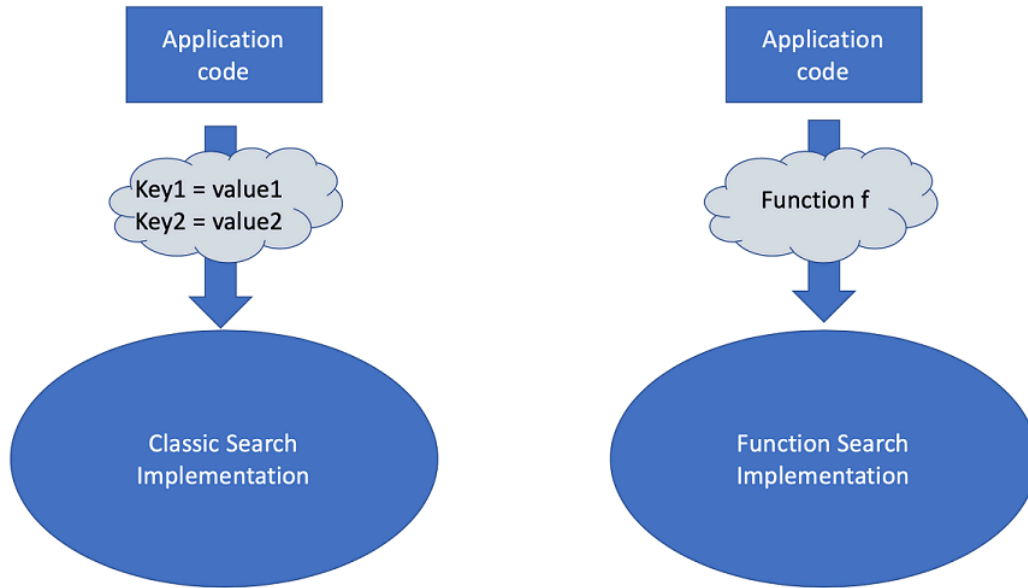 Application
code
Key1 = value1
Key2 = value2
Classic Search
Implementation
Application
code
Function f
Function Search
Implementation